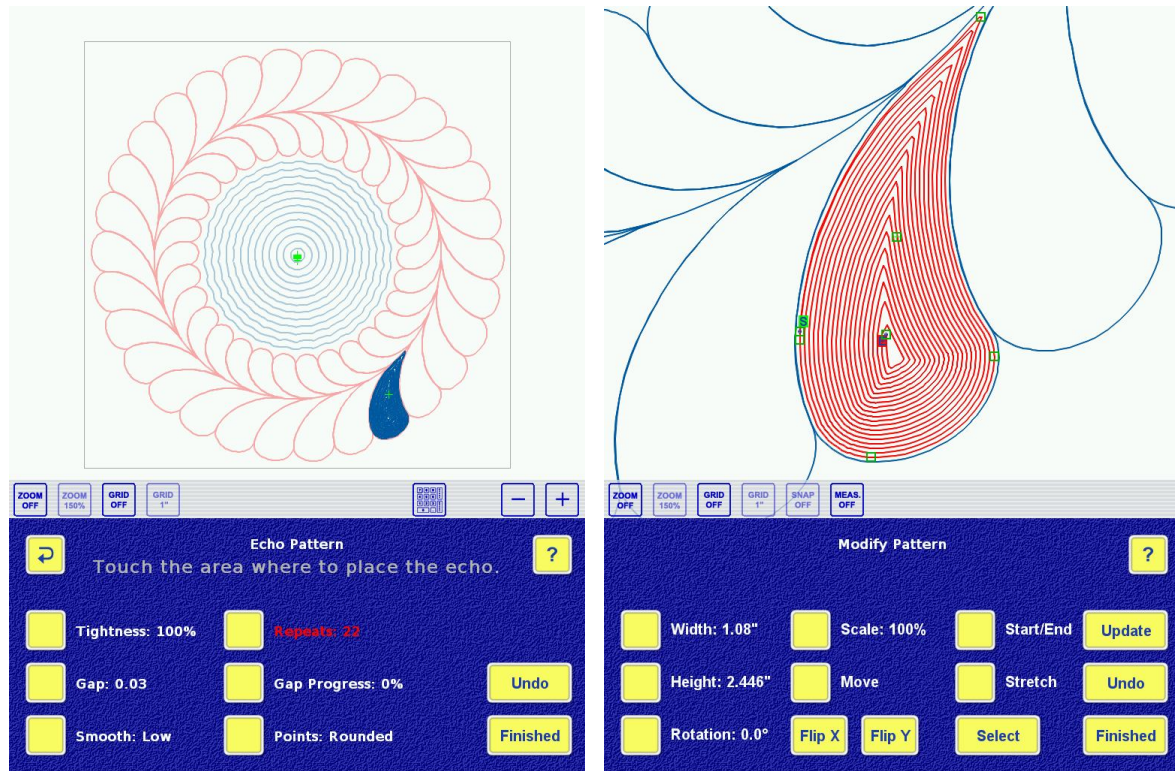 ZOOM OFF
ZOOM 150%
GRID OFF
GRID 1"
−
+
Echo Pattern
?
Touch the area where to place the echo.
Tightness: 100%
Repeats: 22
Gap: 0.03
Gap Progress: 0%
Undo
Smooth: Low
Points: Rounded
Finished
S
ZOOM OFF
ZOOM 150%
GRID OFF
GRID 1"
SNAP OFF
MEAS. OFF
Modify Pattern
?
Width: 1.08"
Scale: 100%
Start/End
Update
Height: 2.446"
Move
Stretch
Undo
Rotation: 0.0°
Flip X
Flip Y
Select
Finished